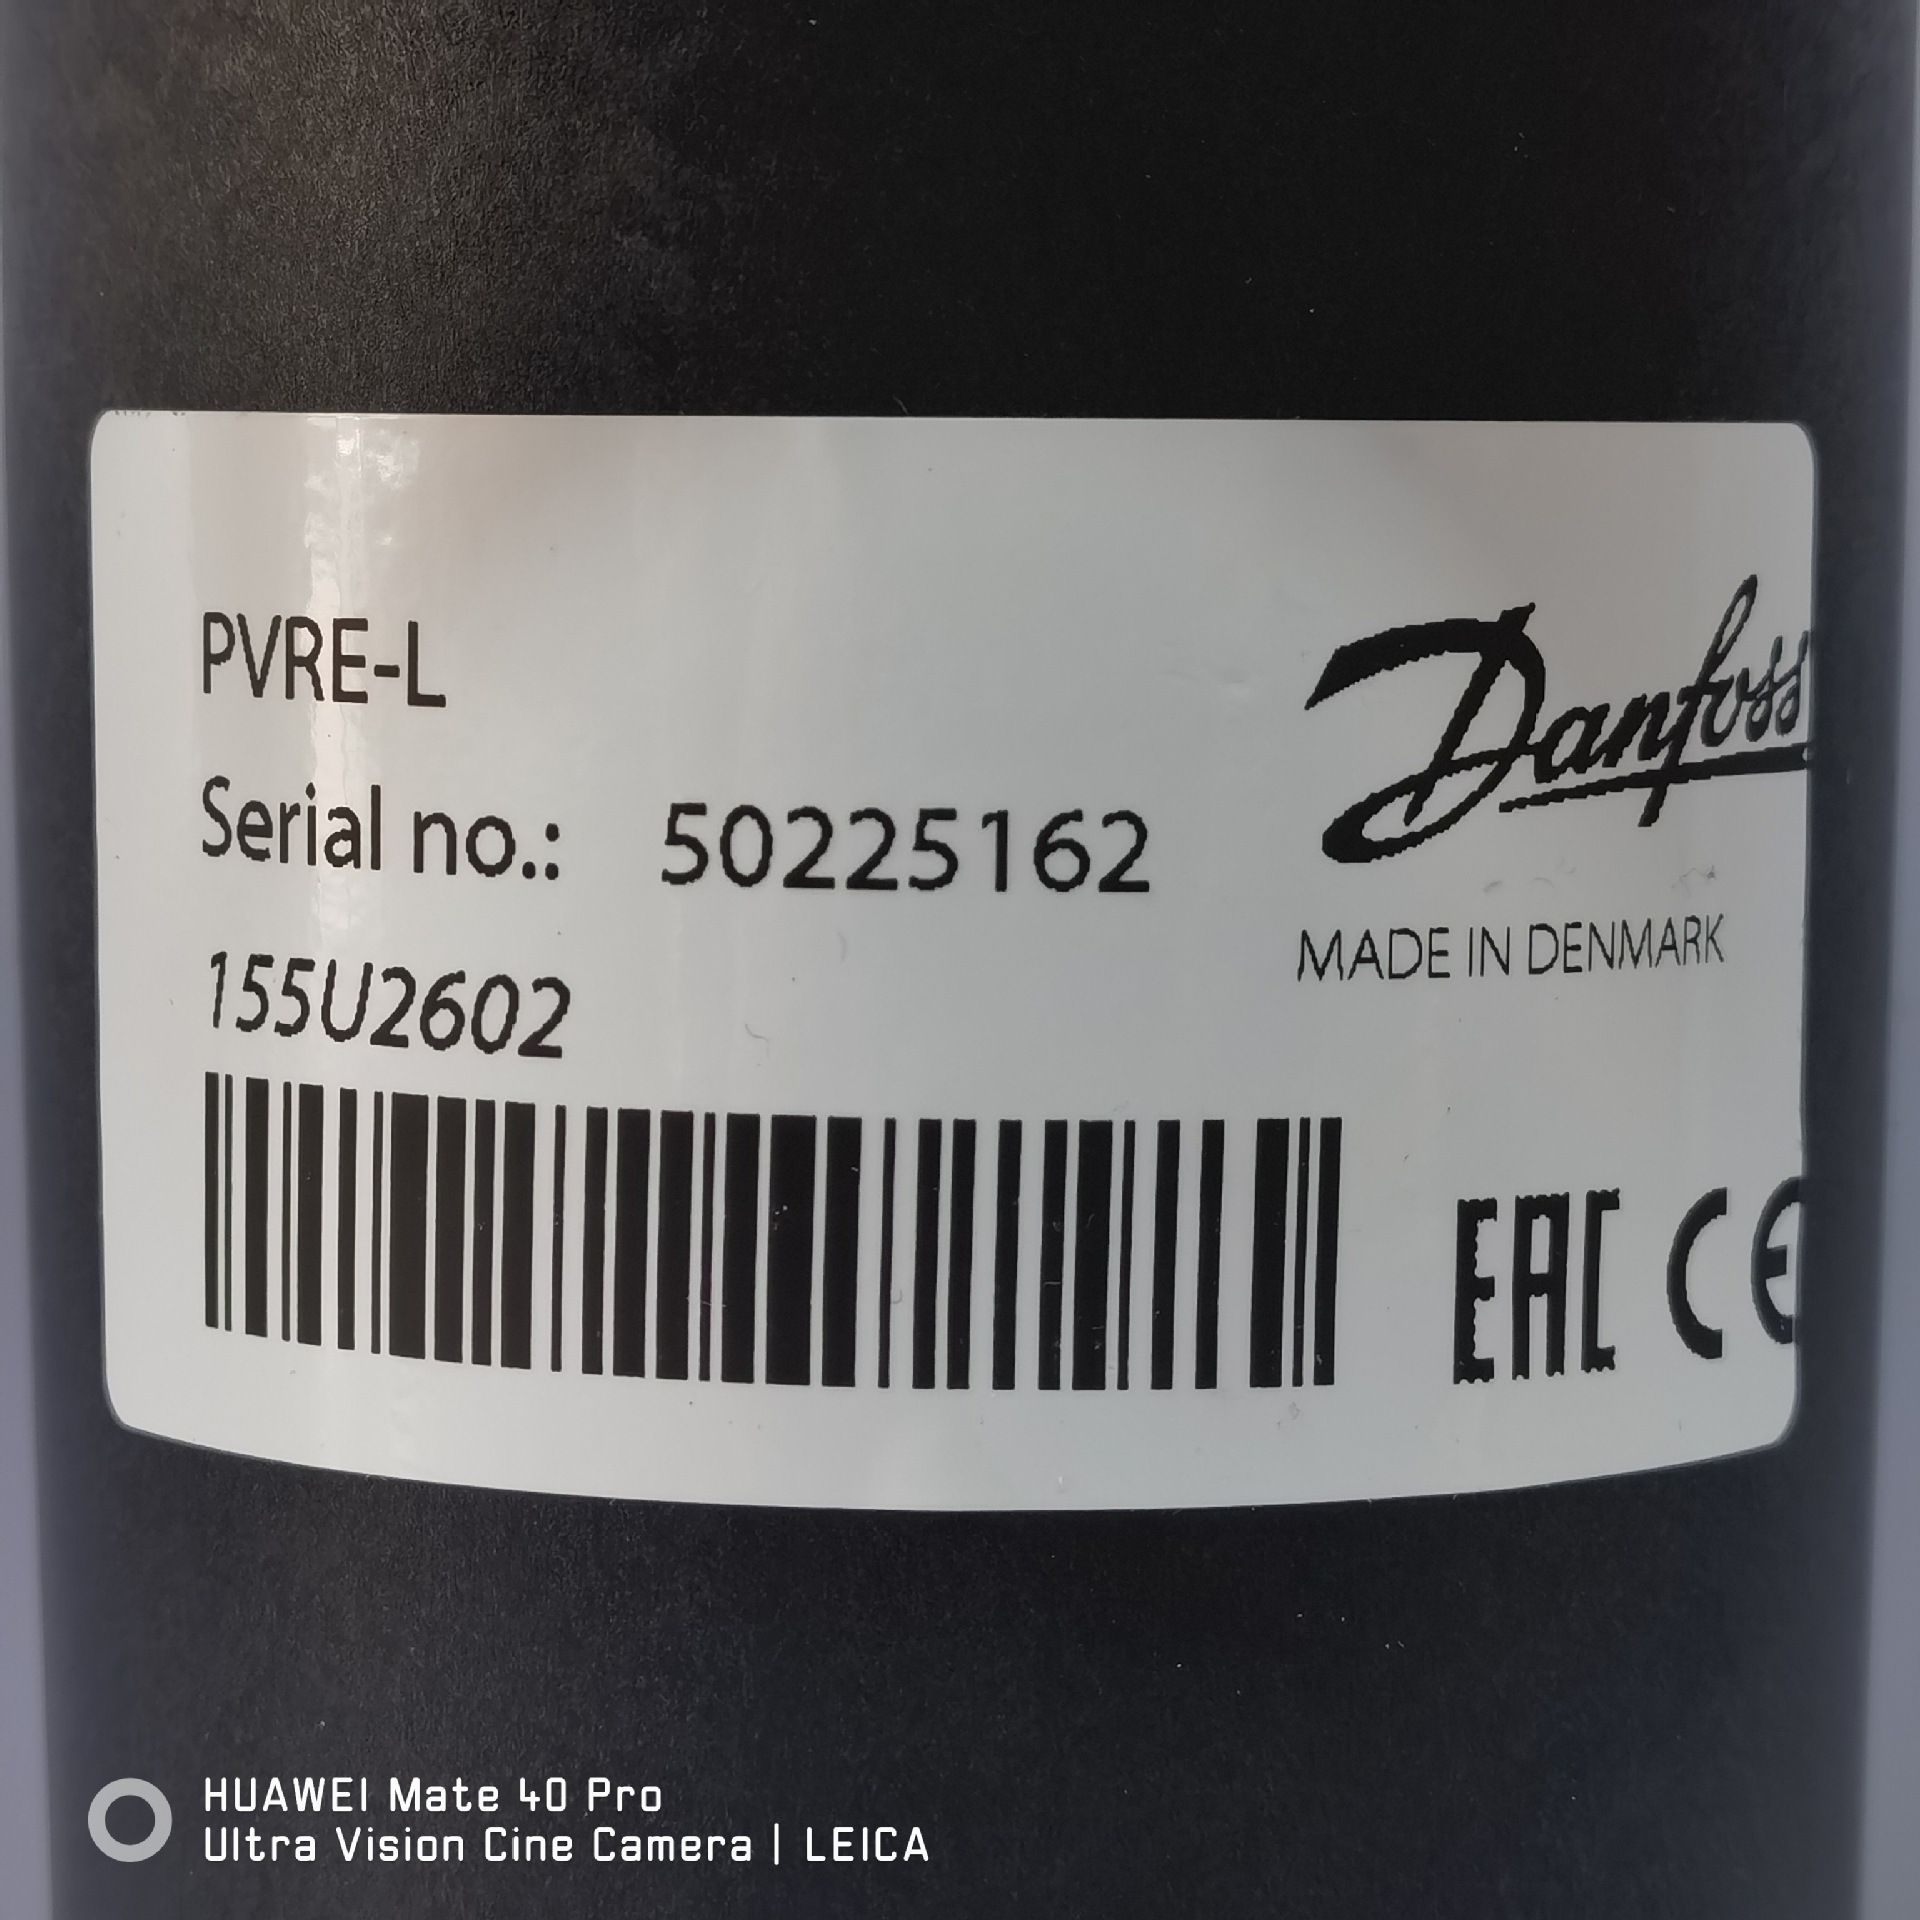 PVRE-L
Danfoss
Serial no.: 50225162
MADE IN DENMARK
155U2602
EAC CE
HUAWEI Mate 40 Pro
Ultra Vision Cine Camera | LEICA